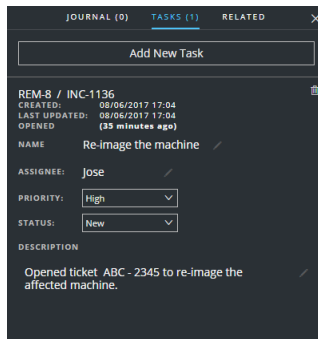 JOURNAL (0) TASKS (1) RELATED
Add New Task
REM-8 / INC-1136
CREATED: 08/06/2017 17:04
LAST UPDATED: 08/06/2017 17:04
OPENED (35 minutes ago)
NAME Re-image the machine
ASSIGNEE: Jose
PRIORITY: High
STATUS: New
DESCRIPTION
Opened ticket ABC - 2345 to re-image the
affected machine.